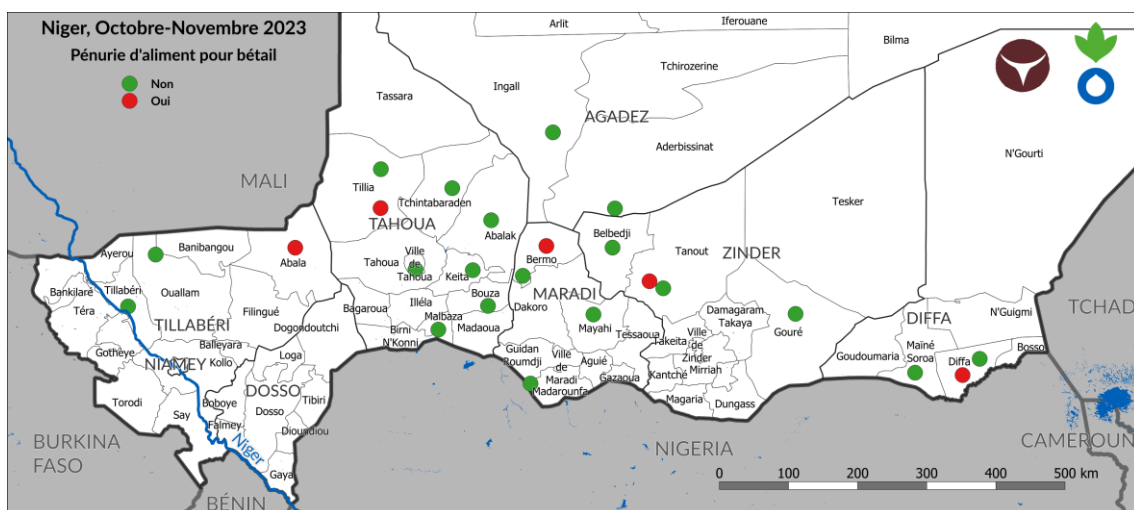 Niger, Octobre-Novembre 2023
Pénurie d'aliment pour bétail
Non
Oui
Arlit
Iferouane
Bilma
Tchirozerine
Ingall
Tassara
AGADEZ
Aderbissinat
N'Gourti
MALI
Tillia
Tchintabaraden
Tesker
TAHOUA
Abalak
Belbedji
Ayerou
Banibangou
Abala
Bermo
Tanout
ZINDER
Tahoua
Ville
de
Tahoua
Keita
Bankilaré
Tillabéri
Ouallam
Dakoro
MARADI
TCHAD
Téra
Filingué
Bagaroua
Illéla
Bouza
Damagaram
Takaya
Gouré
N'Guigmi
TILLABÉRI
Dogondoutchi
Birni
N'Konni
Malbaza
Madaoua
Mayahi
Tessaoua
DIFFA
Gothèye
Balleyara
Takeita
Ville
de
Zinder
Goudoumaria
Maïné
Soroa
Diffa
Bosso
NIAMEY
Kollo
Loga
Guidan
Roumdji
Ville
de
Maradi
Aguié
Gazaoua
Kantché
Mirriah
Madarounfa
Torodi
Say
Boboye
DOSSO
Tibiri
Magaria
Dungass
Falmey
Dosso
Dioundiou
BURKINA
FASO
Niger
Gaya
NIGERIA
CAMEROUN
BÉNIN
0 100 200 300 400 500 km